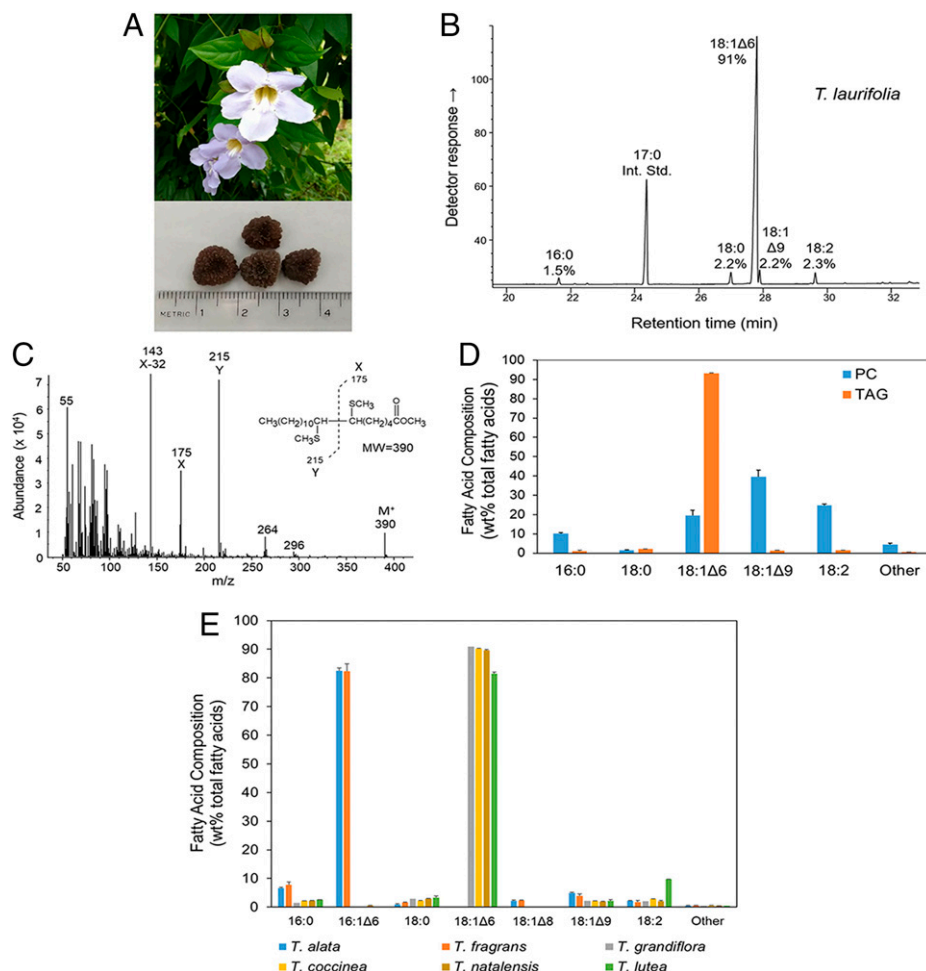 A
METRIC 1 2 3 4
B
Detector response →
100
80
60
40
20 22 24 26 28 30 32
Retention time (min)
T. laurifolia
16:0
1.5%
17:0
Int. Std.
18:0
2.2%
18:1Δ6
91%
18:1
Δ9
2.2%
18:2
2.3%
C
Abundance (x 10⁴)
7
6
5
4
3
2
1
0
50 100 150 200 250 300 350 400
m/z
55
143
X-32
175
X
215
Y
264
296
M⁺
390
X
175
SCH₃
O
CH₃(CH₂)₁₀CH
CH(CH₂)₄COCH₃
CH₃S
215
Y
MW=390
D
Fatty Acid Composition
(wt% total fatty acids)
100
90
80
70
60
50
40
30
20
10
0
16:0 18:0 18:1Δ6 18:1Δ9 18:2 Other
PC
TAG
E
Fatty Acid Composition
(wt% total fatty acids)
100
90
80
70
60
50
40
30
20
10
0
16:0 16:1Δ6 18:0 18:1Δ6 18:1Δ8 18:1Δ9 18:2 Other
T. alata T. fragrans T. grandiflora
T. coccinea T. natalensis T. lutea